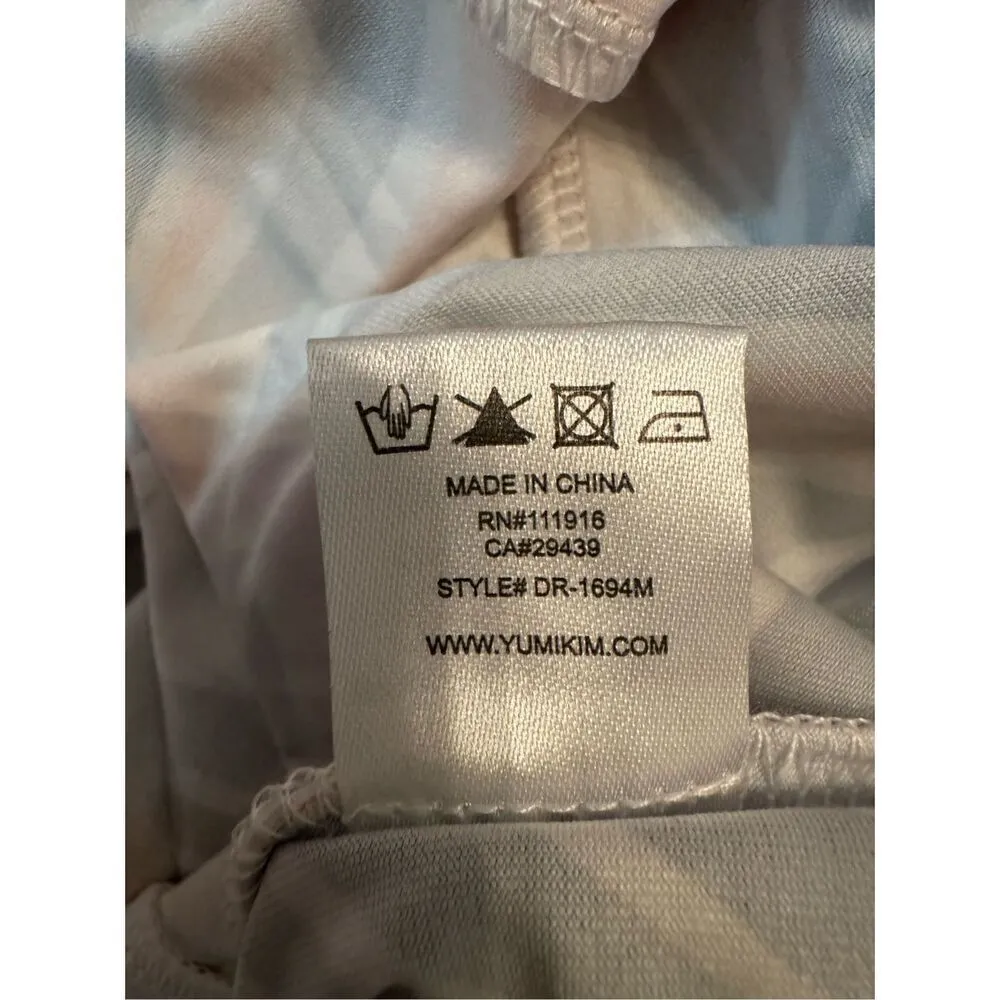 MADE IN CHINA
RN#111916
CA#29439
STYLE# DR-1694M
WWW.YUMIKIM.COM